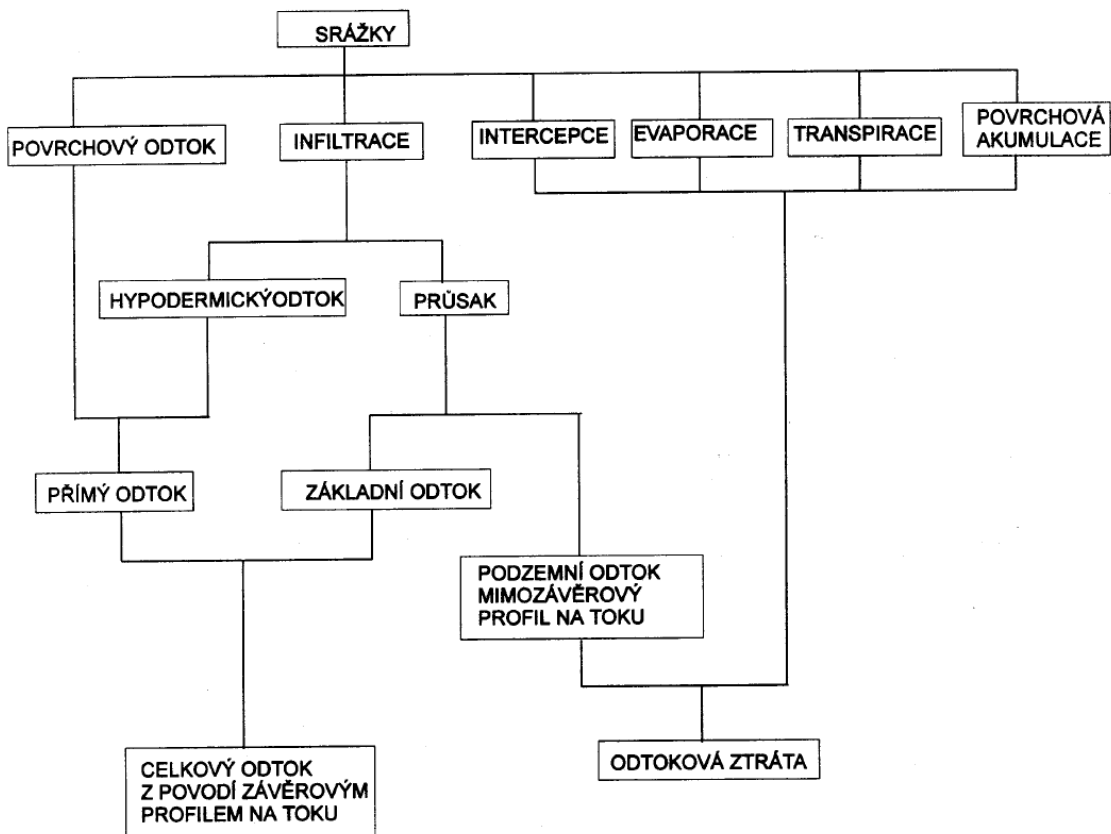 SRÁŽKY
POVRCHOVÝ ODTOK
INFILTRACE
INTERCEPCE
EVAPORACE
TRANSPIRACE
POVRCHOVÁ
AKUMULACE
HYPODERMICKÝODTOK
PRŮSAK
PŘÍMÝ ODTOK
ZÁKLADNÍ ODTOK
PODZEMNÍ ODTOK
MIMOZÁVĚROVÝ
PROFIL NA TOKU
CELKOVÝ ODTOK
Z POVODÍ ZÁVĚROVÝM
PROFILEM NA TOKU
ODTOKOVÁ ZTRÁTA